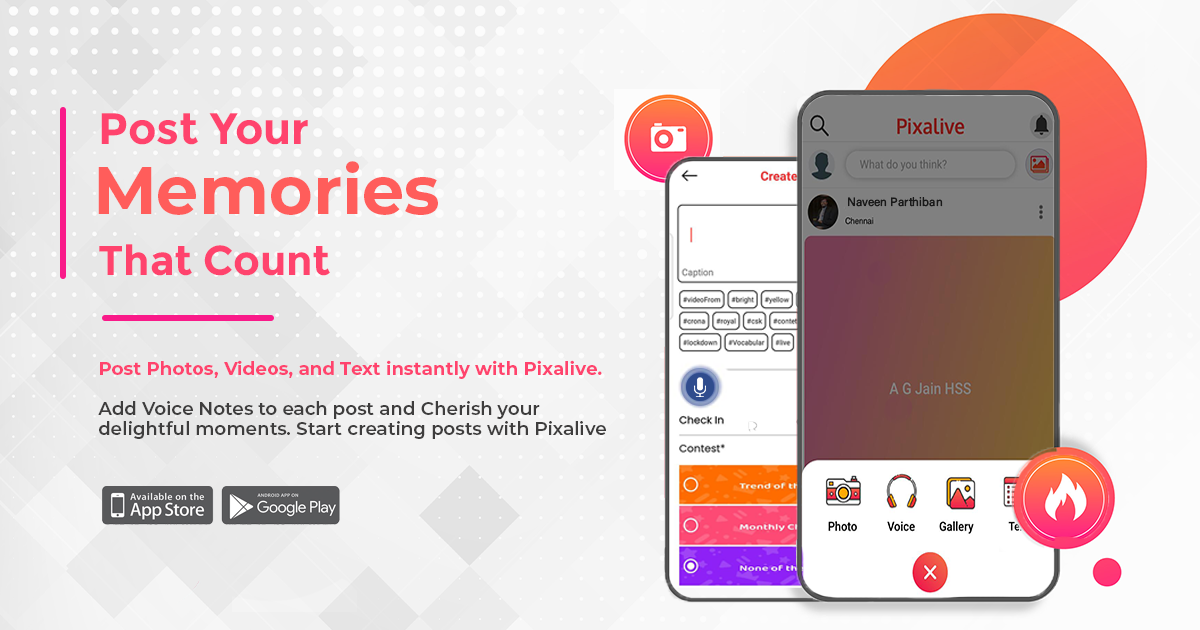 Post Your
Memories
That Count
Post Photos, Videos, and Text instantly with Pixalive.
Add Voice Notes to each post and Cherish your
delightful moments. Start creating posts with Pixalive
Available on the
App Store
ANDROID APP ON
Google Play
Create
Caption
#videoFrom #bright #yellow
#crona #royal #csk #contet
#lockdown #Vocabular #live
Check In
Contest*
Trend of th
Monthly C
None of th
Pixalive
What do you think?
Naveen Parthiban
Chennai
A G Jain HSS
Photo Voice Gallery Te